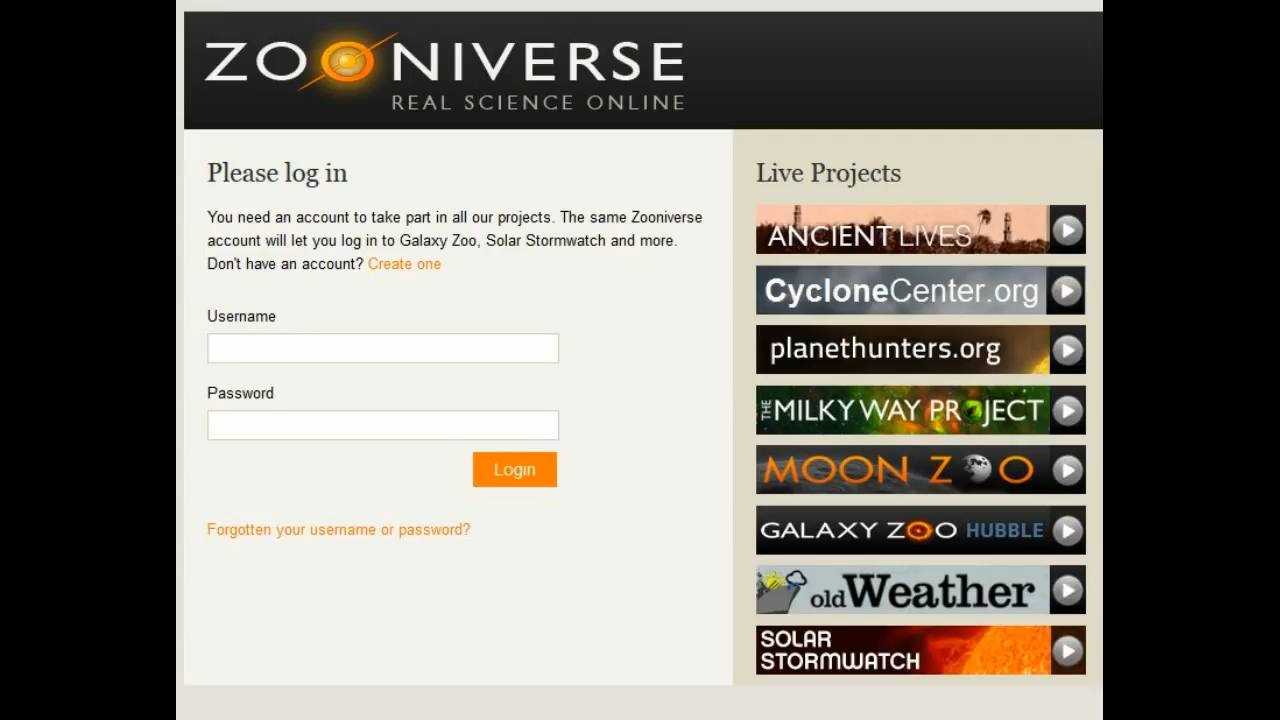 ZOONIVERSE
REAL SCIENCE ONLINE
Please log in
You need an account to take part in all our projects. The same Zooniverse
account will let you log in to Galaxy Zoo, Solar Stormwatch and more.
Don't have an account? Create one
Username
Password
Login
Forgotten your username or password?
Live Projects
ANCIENT LIVES
CycloneCenter.org
planethunters.org
THE MILKY WAY PROJECT
MOON ZOO
GALAXY ZOO HUBBLE
oldWeather
SOLAR
STORMWATCH